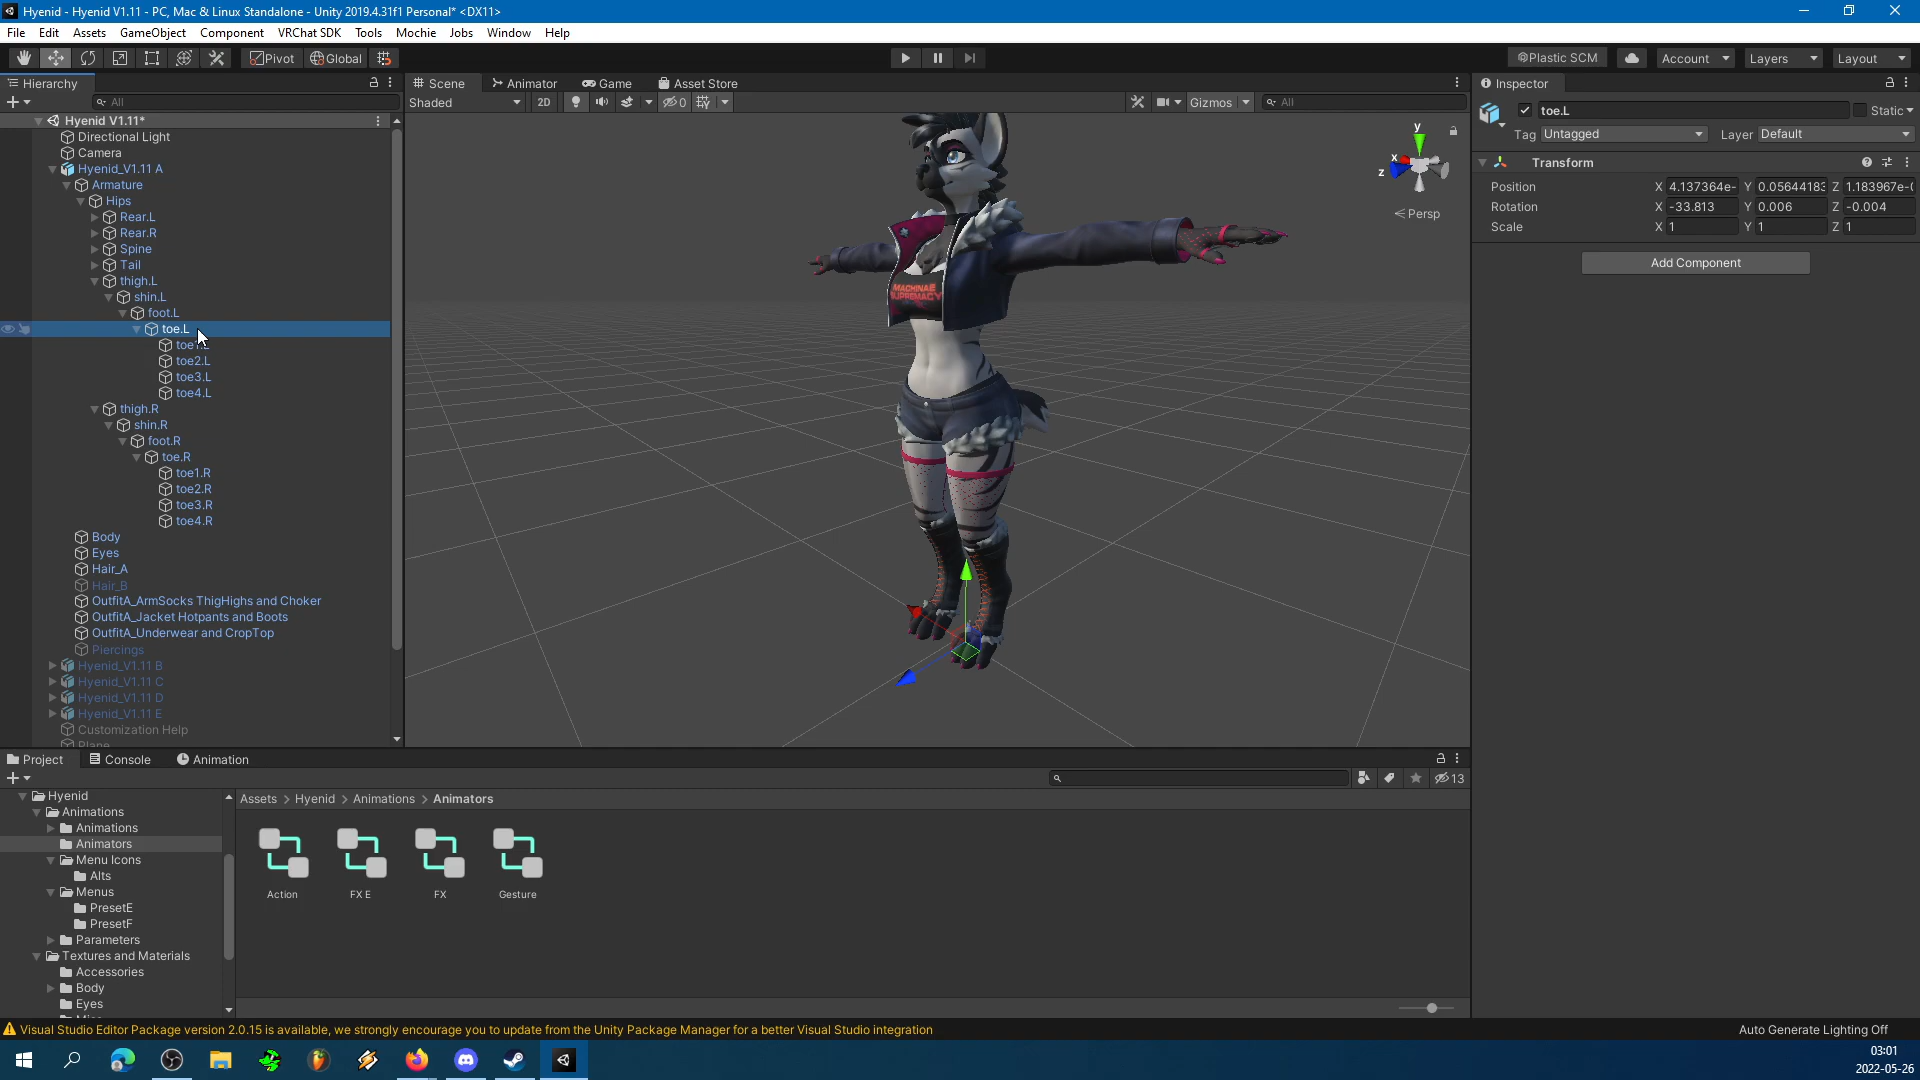 Hyenid - Hyenid V1.11 - PC, Mac & Linux Standalone - Unity 2019.4.31f1 Personal* <DX11>
File Edit Assets GameObject Component VRChat SDK Tools Mochie Jobs Window Help
Pivot Global Plastic SCM Account Layers Layout
Hierarchy
All
Hyenid V1.11*
Directional Light
Camera
Hyenid_V1.11 A
Armature
Hips
Rear.L
Rear.R
Spine
Tail
thigh.L
shin.L
foot.L
toe.L
toe1.L
toe2.L
toe3.L
toe4.L
thigh.R
shin.R
foot.R
toe.R
toe1.R
toe2.R
toe3.R
toe4.R
Body
Eyes
Hair_A
Hair_B
OutfitA_ArmSocks ThigHighs and Choker
OutfitA_Jacket Hotpants and Boots
OutfitA_Underwear and CropTop
Piercings
Hyenid_V1.11 B
Hyenid_V1.11 C
Hyenid_V1.11 D
Hyenid_V1.11 E
Customization Help
Plane
Scene Animator Game Asset Store
Shaded 2D 0 Gizmos All
y
x
z
Persp
MACHINAE
SUPREMACY
Inspector
toe.L Static
Tag Untagged Layer Default
Transform
Position X 4.137364e- Y 0.05644183 Z 1.183967e-0
Rotation X -33.813 Y 0.006 Z -0.004
Scale X 1 Y 1 Z 1
Add Component
Project Console Animation
13
Hyenid
Animations
Animations
Animators
Menu Icons
Alts
Menus
PresetE
PresetF
Parameters
Textures and Materials
Accessories
Body
Eyes
Assets > Hyenid > Animations > Animators
Action FX E FX Gesture
Visual Studio Editor Package version 2.0.15 is available, we strongly encourage you to update from the Unity Package Manager for a better Visual Studio integration
Auto Generate Lighting Off
03:01
2022-05-26